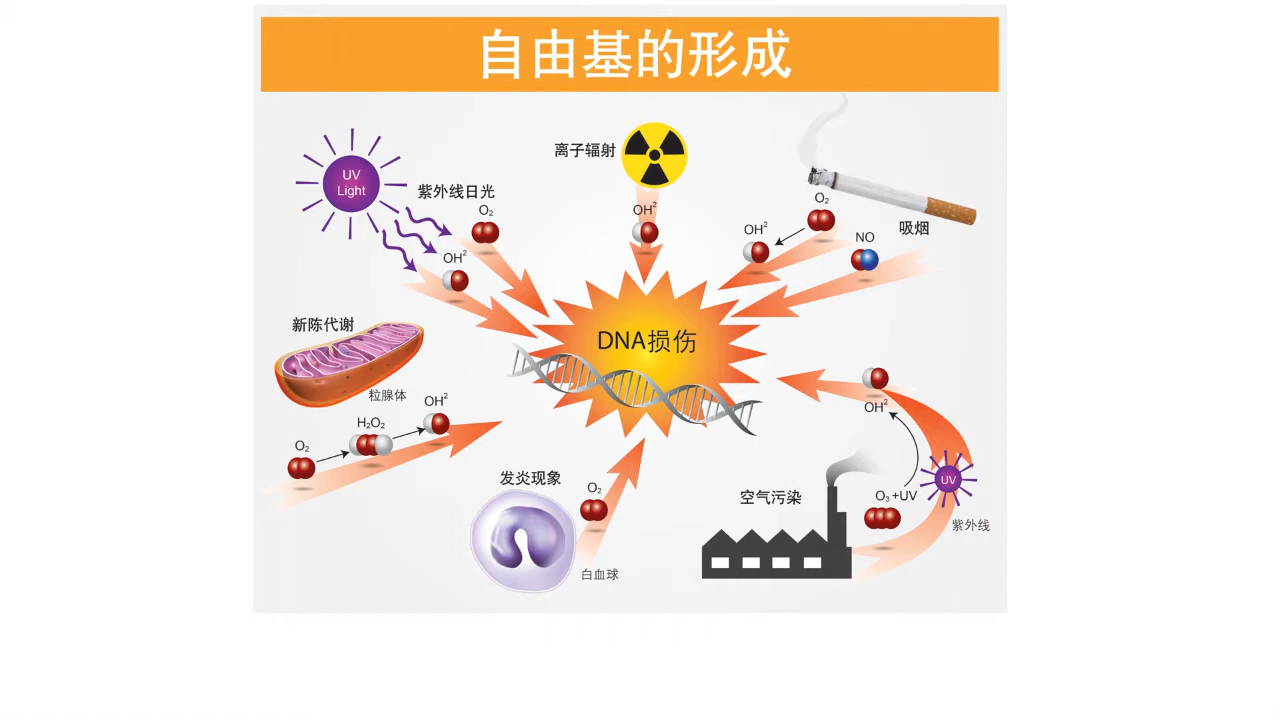 自由基的形成
UV
Light
紫外线日光
O₂
OH²
离子辐射
OH²
O₂
OH²
NO
吸烟
DNA损伤
新陈代谢
粒腺体
O₂
H₂O₂
OH²
发炎现象
O₂
白血球
空气污染
OH²
O₃ +UV
UV
紫外线